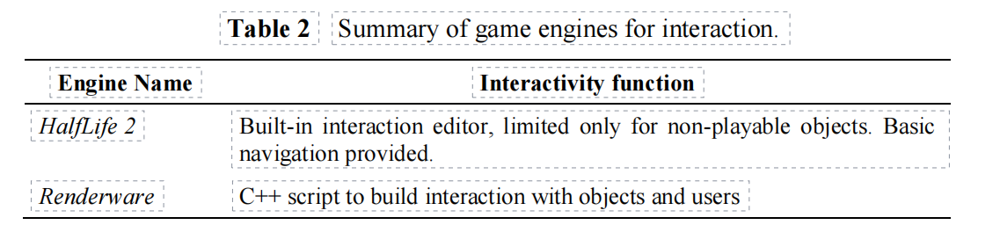 Table 2 Summary of game engines for interaction.
Engine Name Interactivity function
HalfLife 2 Built-in interaction editor, limited only for non-playable objects. Basic
navigation provided.
Renderware C++ script to build interaction with objects and users